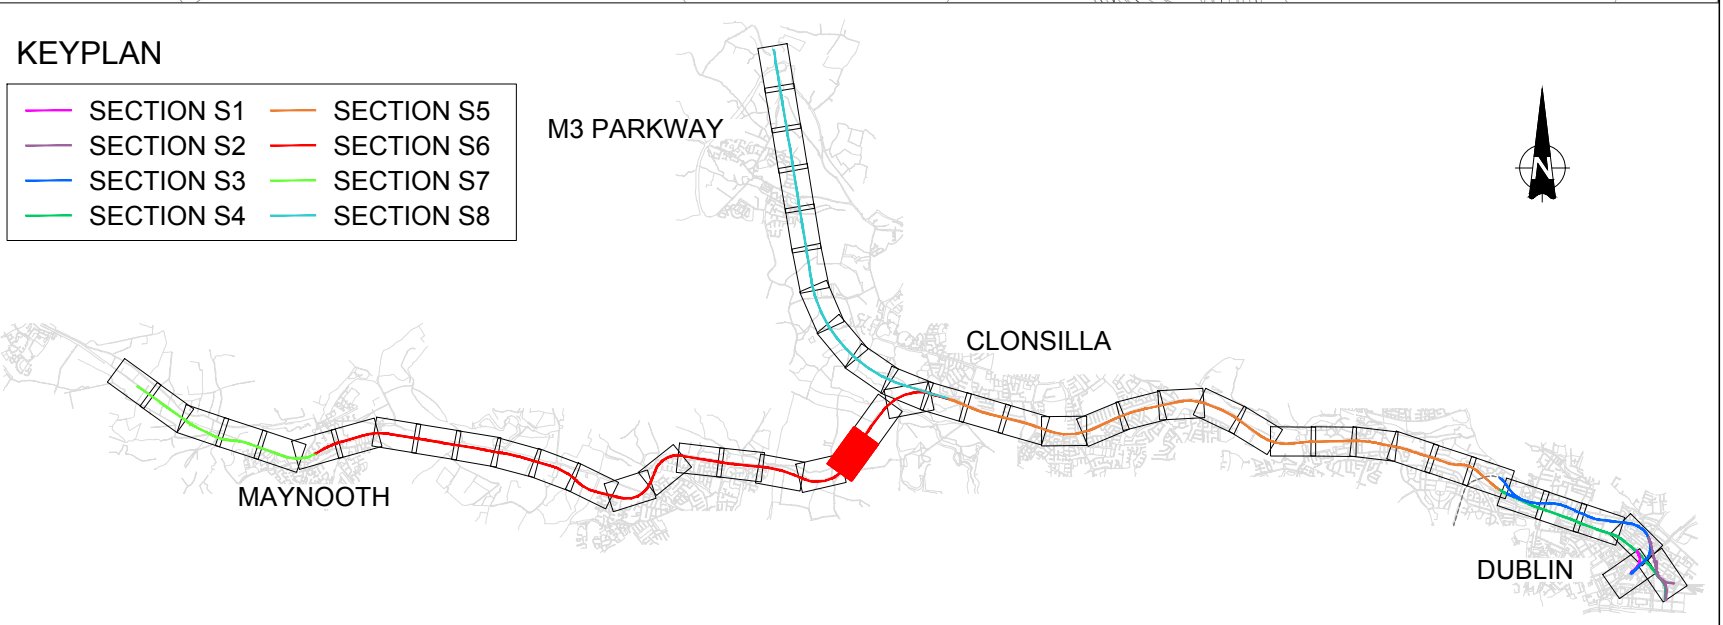 KEYPLAN
SECTION S1
SECTION S5
SECTION S2
SECTION S6
SECTION S3
SECTION S7
SECTION S4
SECTION S8
M3 PARKWAY
N
CLONSILLA
MAYNOOTH
DUBLIN